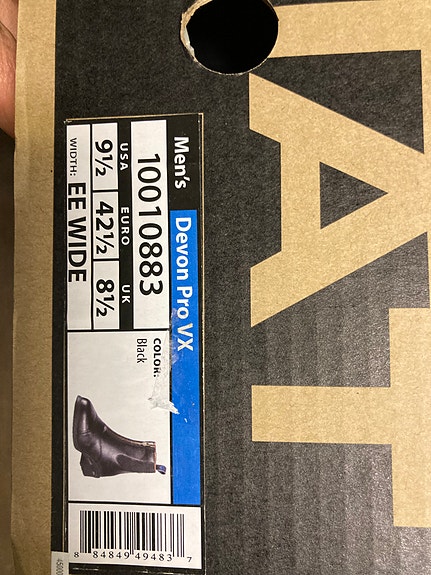 Men's
Devon Pro VX
10010883
USA EURO UK
9½ 42½ 8½
WIDTH: EE WIDE
COLOR:
Black
8 84849 49483 7
IAT